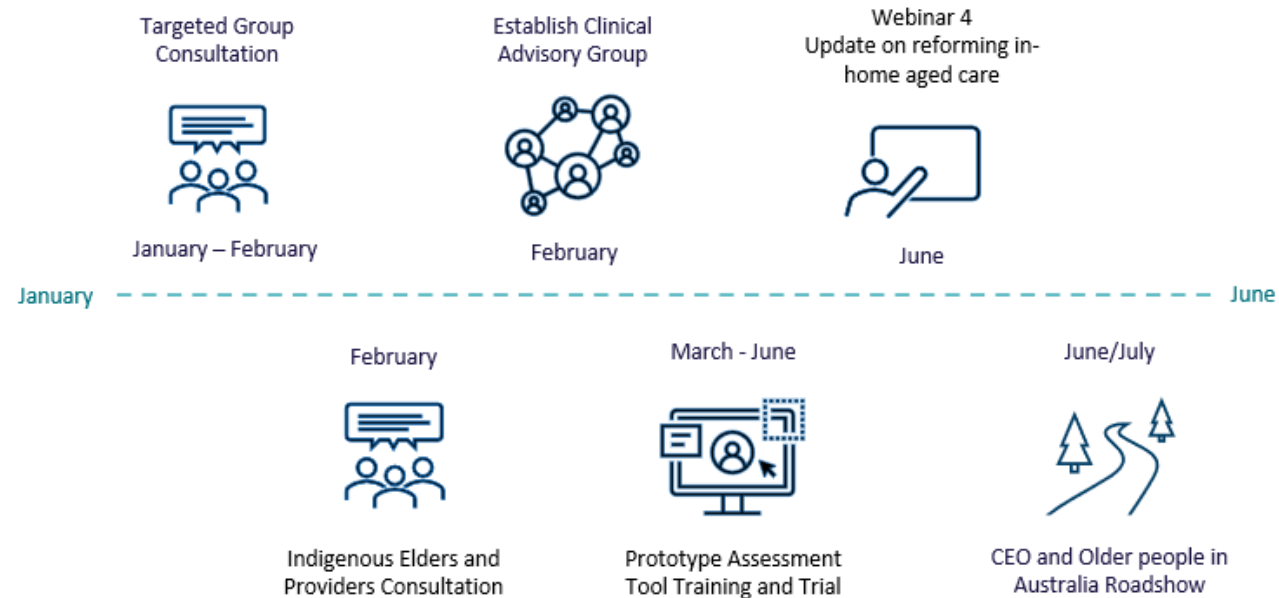 Targeted Group
Consultation
January – February
Establish Clinical
Advisory Group
February
Webinar 4
Update on reforming in-
home aged care
June
January
June
February
Indigenous Elders and
Providers Consultation
March - June
Prototype Assessment
Tool Training and Trial
June/July
CEO and Older people in
Australia Roadshow